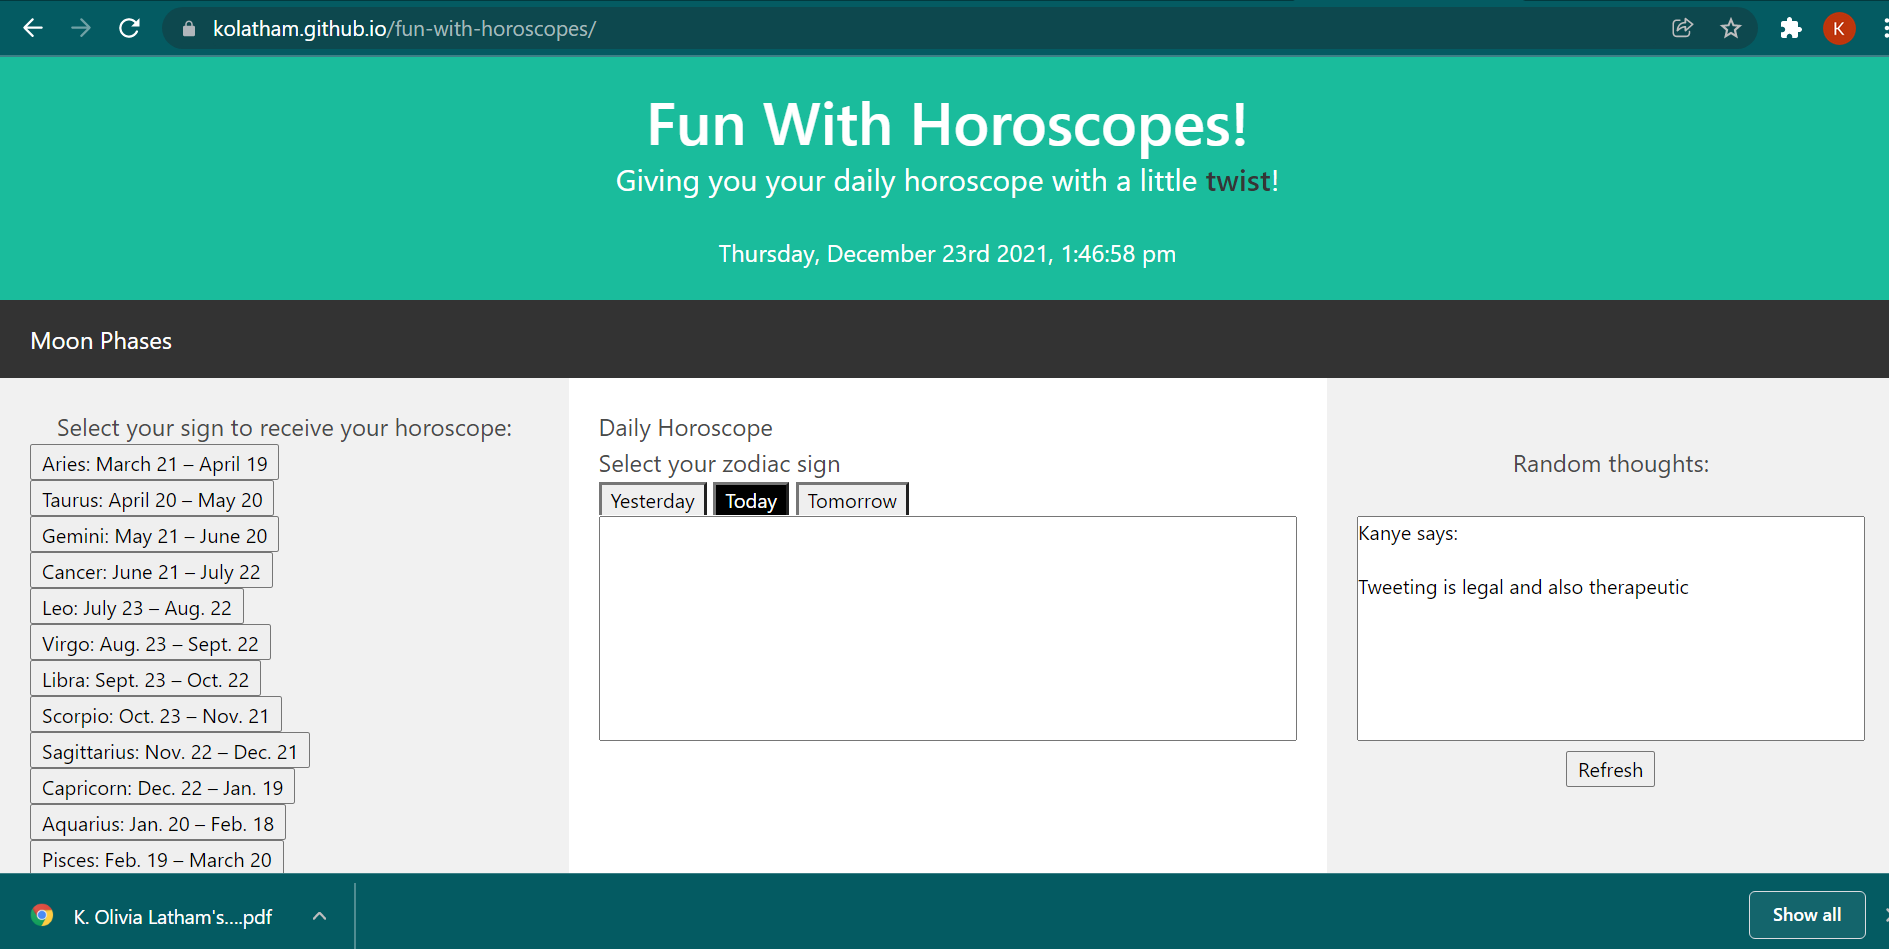 kolatham.github.io/fun-with-horoscopes/
K
Fun With Horoscopes!
Giving you your daily horoscope with a little twist!
Thursday, December 23rd 2021, 1:46:58 pm
Moon Phases
Select your sign to receive your horoscope:
Aries: March 21 – April 19
Taurus: April 20 – May 20
Gemini: May 21 – June 20
Cancer: June 21 – July 22
Leo: July 23 – Aug. 22
Virgo: Aug. 23 – Sept. 22
Libra: Sept. 23 – Oct. 22
Scorpio: Oct. 23 – Nov. 21
Sagittarius: Nov. 22 – Dec. 21
Capricorn: Dec. 22 – Jan. 19
Aquarius: Jan. 20 – Feb. 18
Pisces: Feb. 19 – March 20
Daily Horoscope
Select your zodiac sign
Yesterday Today Tomorrow
Random thoughts:
Kanye says:
Tweeting is legal and also therapeutic
Refresh
K. Olivia Latham's....pdf
Show all